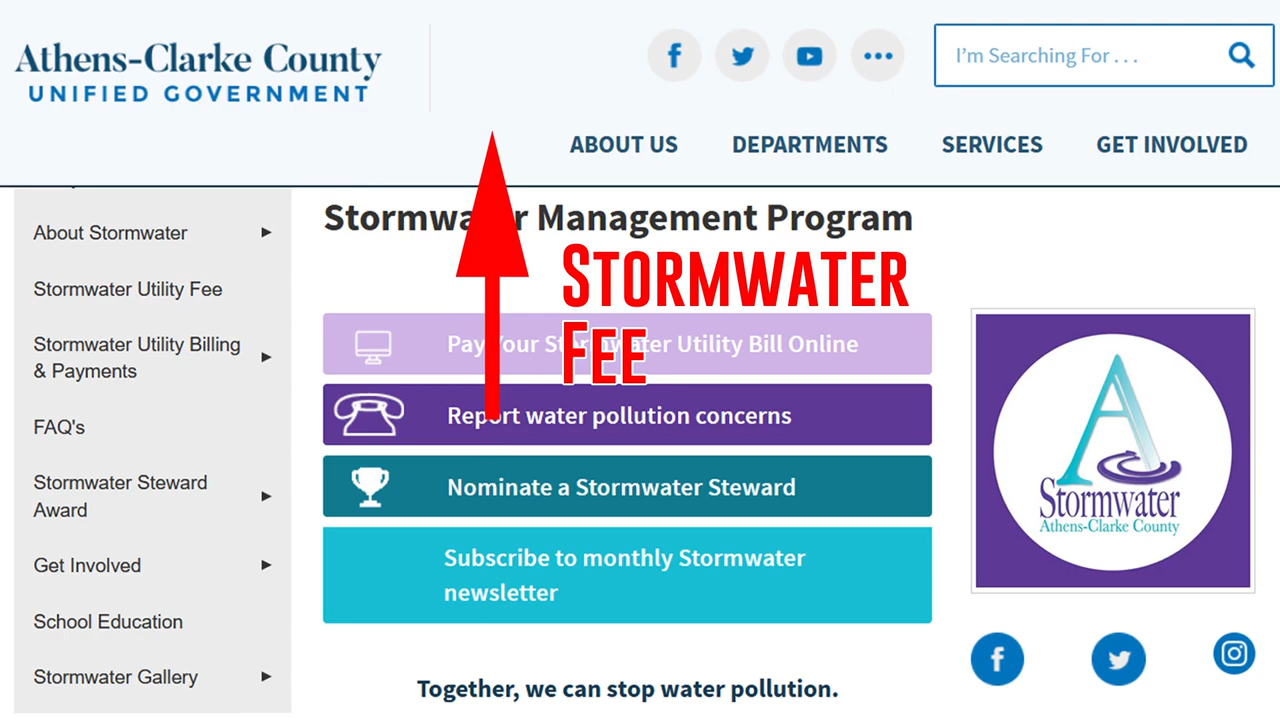 Athens-Clarke County
UNIFIED GOVERNMENT
I'm Searching For . . .
ABOUT US
DEPARTMENTS
SERVICES
GET INVOLVED
About Stormwater
Stormwater Utility Fee
Stormwater Utility Billing
& Payments
FAQ's
Stormwater Steward
Award
Get Involved
School Education
Stormwater Gallery
Stormwater Management Program
STORMWATER
FEE
Pay Your Stormwater Utility Bill Online
Report water pollution concerns
Nominate a Stormwater Steward
Subscribe to monthly Stormwater
newsletter
Together, we can stop water pollution.
A
Stormwater
Athens-Clarke County